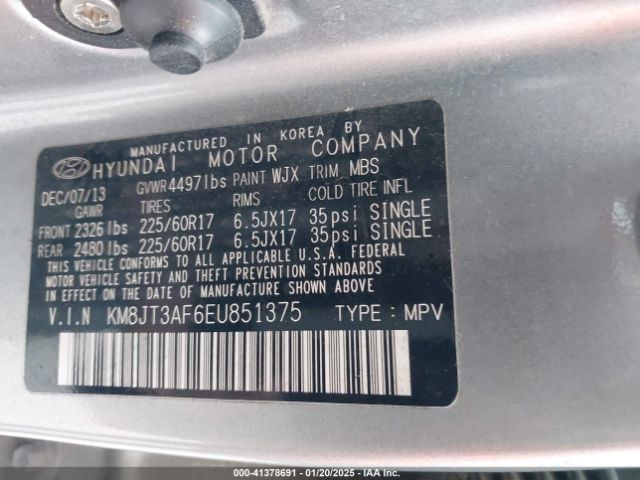 MANUFACTURED IN KOREA BY
HYUNDAI MOTOR COMPANY
DEC/07/13 GVWR 4497lbs PAINT WJX TRIM MBS
GAWR TIRES RIMS COLD TIRE INFL
FRONT 2326 lbs 225/60R17 6.5JX17 35psi SINGLE
REAR 2480 lbs 225/60R17 6.5JX17 35psi SINGLE
THIS VEHICLE CONFORMS TO ALL APPLICABLE U.S.A. FEDERAL
MOTOR VEHICLE SAFETY AND THEFT PREVENTION STANDARDS
IN EFFECT ON THE DATE OF MANUFACTURE SHOWN ABOVE.
V.I.N KM8JT3AF6EU851375 TYPE : MPV
000-41378691 - 01/20/2025 - IAA Inc.